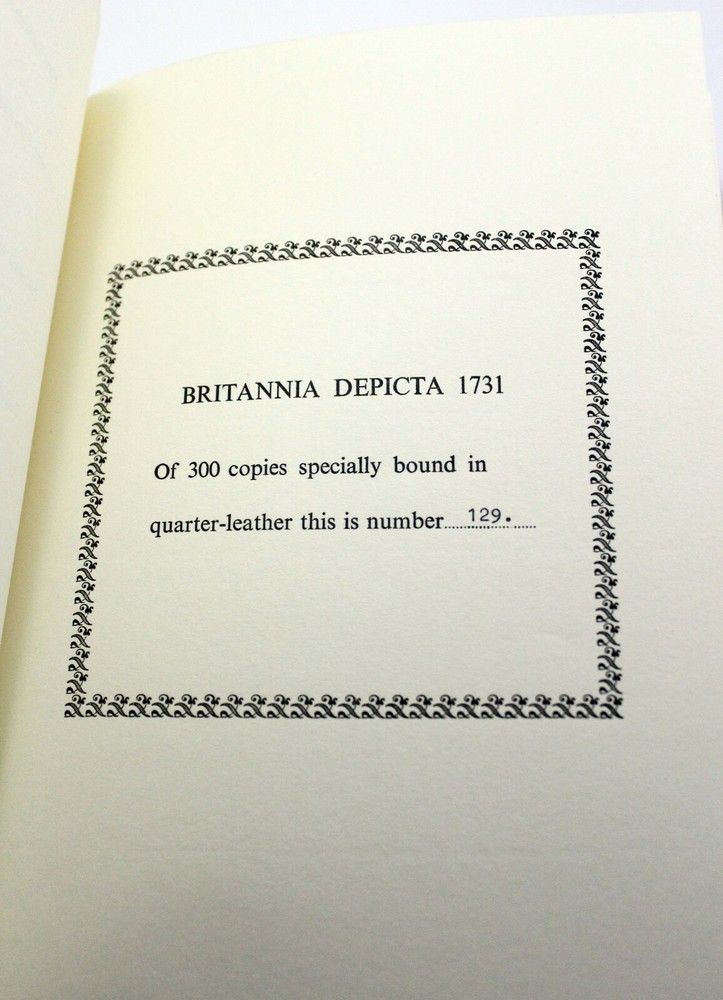 BRITANNIA DEPICTA 1731
Of 300 copies specially bound in
quarter-leather this is number....129......